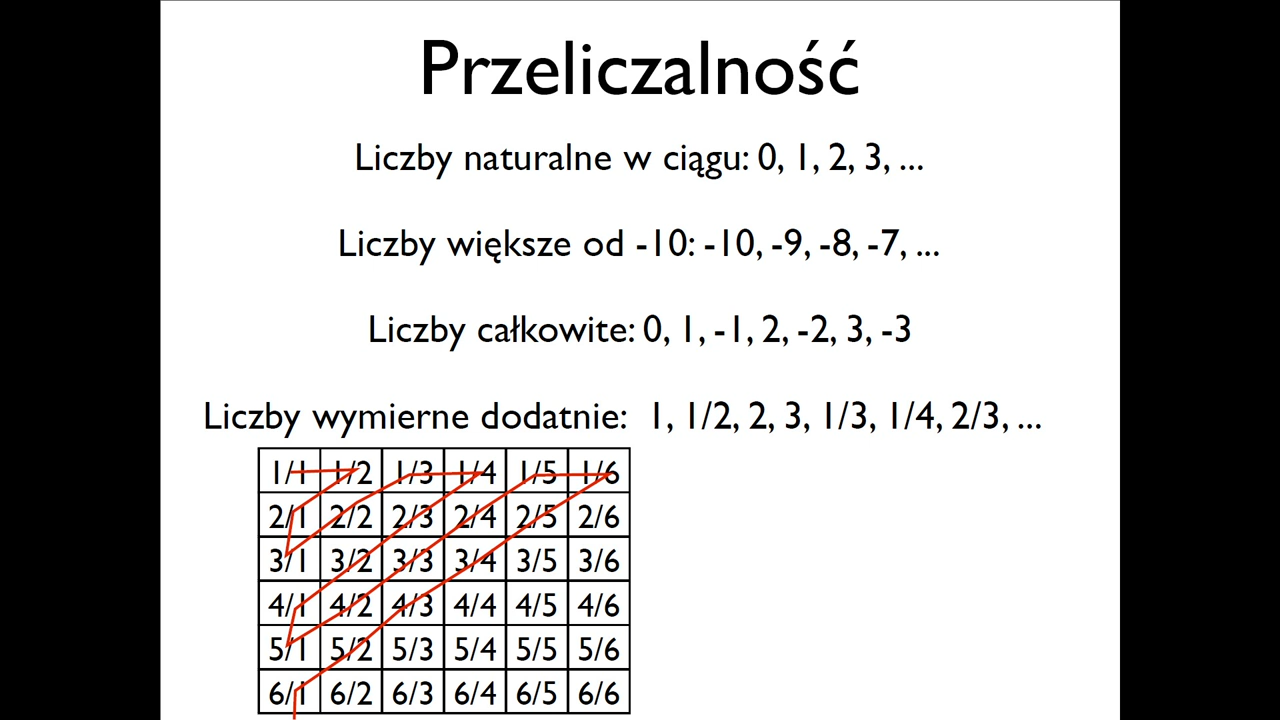 Przeliczalność
Liczby naturalne w ciągu: 0, 1, 2, 3, ...
Liczby większe od -10: -10, -9, -8, -7, ...
Liczby całkowite: 0, 1, -1, 2, -2, 3, -3
Liczby wymierne dodatnie: 1, 1/2, 2, 3, 1/3, 1/4, 2/3, ...
1/1 1/2 1/3 1/4 1/5 1/6
2/1 2/2 2/3 2/4 2/5 2/6
3/1 3/2 3/3 3/4 3/5 3/6
4/1 4/2 4/3 4/4 4/5 4/6
5/1 5/2 5/3 5/4 5/5 5/6
6/1 6/2 6/3 6/4 6/5 6/6